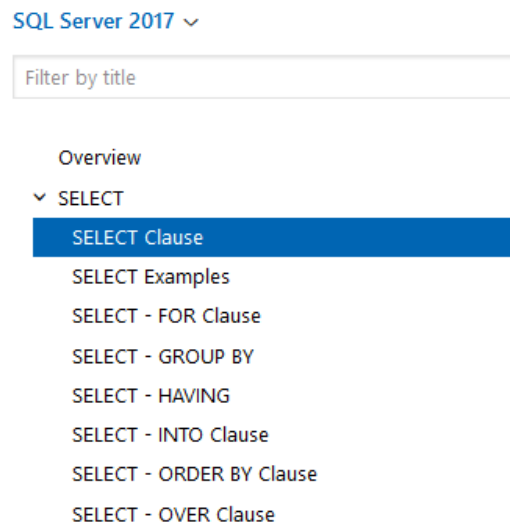 SQL Server 2017
Filter by title
Overview
SELECT
SELECT Clause
SELECT Examples
SELECT - FOR Clause
SELECT - GROUP BY
SELECT - HAVING
SELECT - INTO Clause
SELECT - ORDER BY Clause
SELECT - OVER Clause